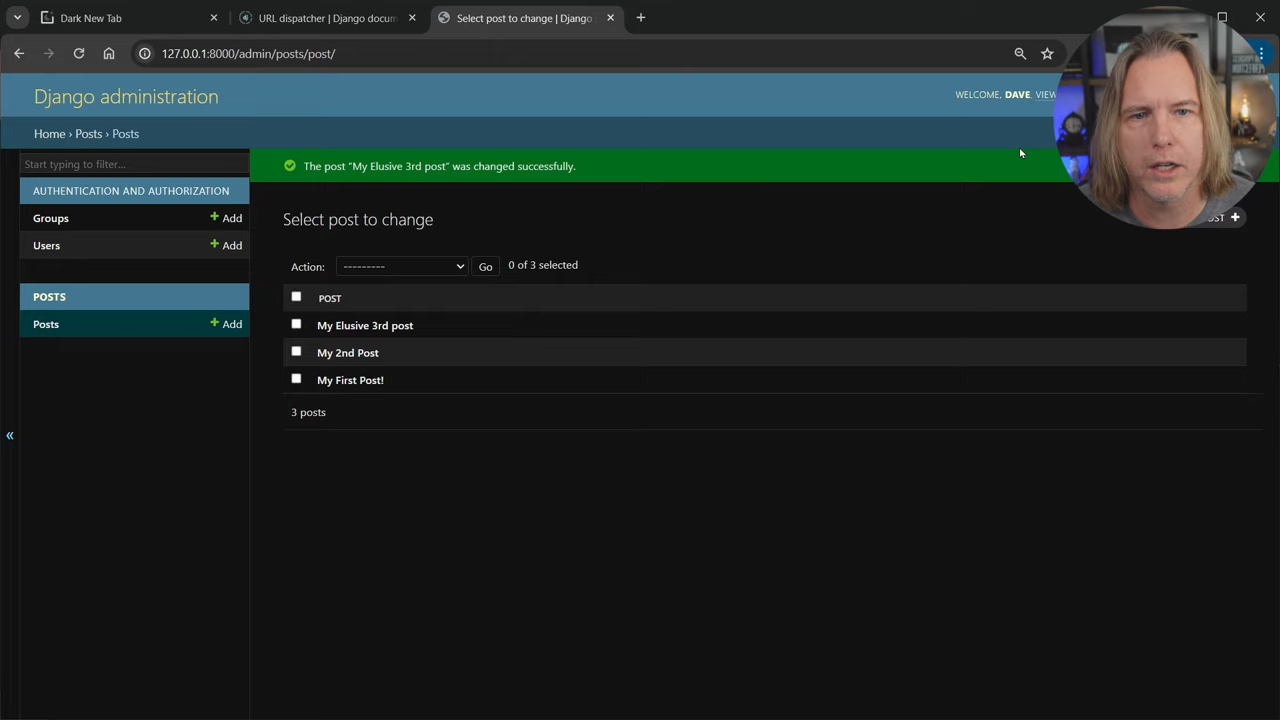 Dark New Tab
URL dispatcher | Django docum
Select post to change | Django
127.0.0.1:8000/admin/posts/post/
Django administration
WELCOME, DAVE. VIEW
Home › Posts › Posts
Start typing to filter...
The post “My Elusive 3rd post” was changed successfully.
AUTHENTICATION AND AUTHORIZATION
Groups
+ Add
Users
+ Add
POSTS
Posts
+ Add
Select post to change
Action: --------- Go 0 of 3 selected
POST
My Elusive 3rd post
My 2nd Post
My First Post!
3 posts